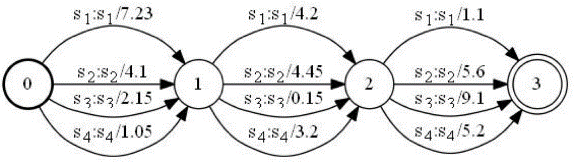 s1:s1/7.23 s1:s1/4.2 s1:s1/1.1
0 s2:s2/4.1 1 s2:s2/4.45 2 s2:s2/5.6 3
s3:s3/2.15 s3:s3/0.15 s3:s3/9.1
s4:s4/1.05 s4:s4/3.2 s4:s4/5.2